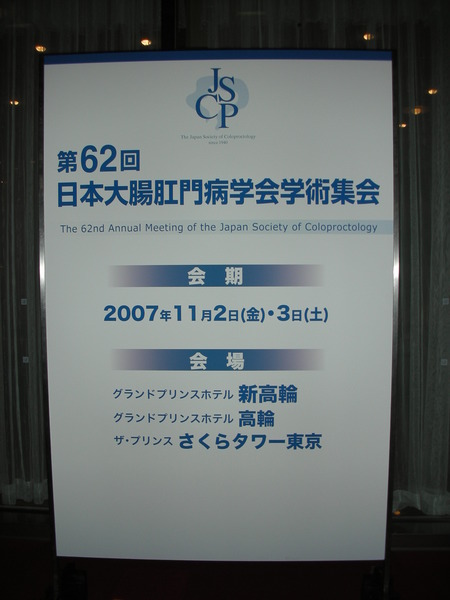 JSCP
The Japan Society of Coloproctology
since 1940
第62回
日本大腸肛門病学会学術集会
The 62nd Annual Meeting of the Japan Society of Coloproctology
会 期
2007年11月2日(金)・3日(土)
会 場
グランドプリンスホテル 新高輪
グランドプリンスホテル 高輪
ザ・プリンス さくらタワー東京